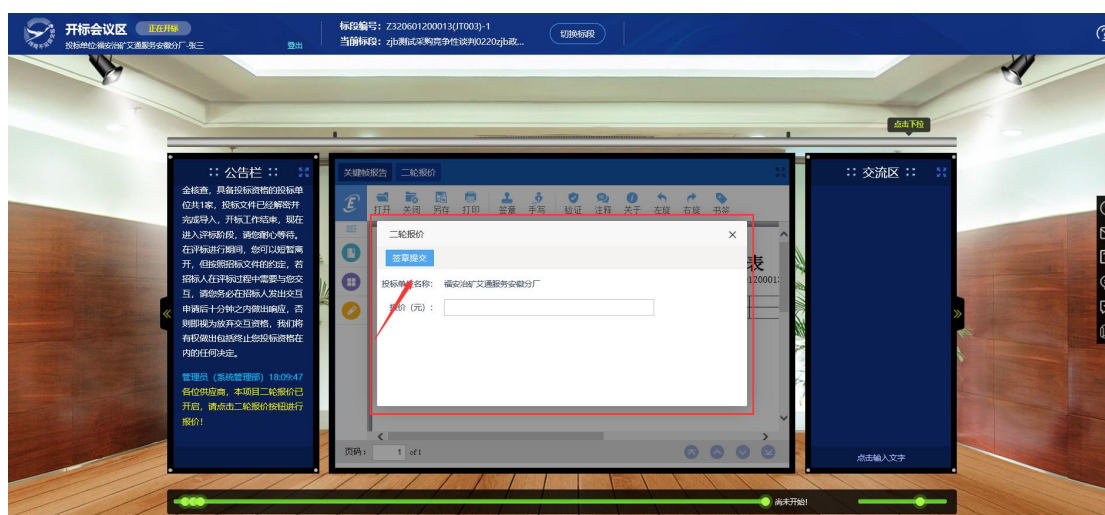 开标会议区 正在开标
投标单位:福安冶矿艾通服务安徽分厂-张三 登出
标段编号：Z320601200013(JT003)-1
当前标段：zjb测试采购竞争性谈判0220zjb政...
切换标段
点击下拉
:: 公告栏 ::
金核查，具备投标资格的投标单
位共1家，投标文件已经解密并
完成导入，开标工作结束，现在
进入评标阶段，请您耐心等待。
在评标进行期间，您可以短暂离
开，但按照招标文件的约定，若
招标人在评标过程中需要与您交
互，请您务必在招标人发出交互
申请后十分钟之内做出响应，否
则即视为放弃交互资格，我们将
有权做出包括终止您投标资格在
内的任何决定。
管理员（系统管理部）18:09:47
各位供应商，本项目二轮报价已
开启，请点击二轮报价按钮进行
报价！
关键帧报告 二轮报价
打开 关闭 另存 打印 签章 手写 验证 注释 关于 左旋 右旋 书签
表
120001
二轮报价 ×
签章提交
投标单位名称： 福安冶矿艾通服务安徽分厂
报价（元）：
页码： 1 of 1
:: 交流区 ::
点击输入文字
尚未开始!